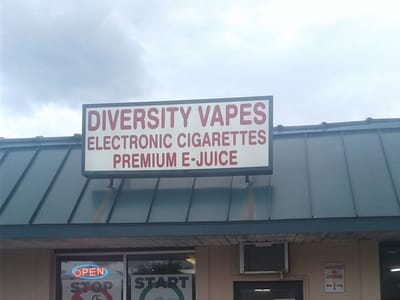 DIVERSITY VAPES
ELECTRONIC CIGARETTES
PREMIUM E-JUICE
OPEN
STOP
START